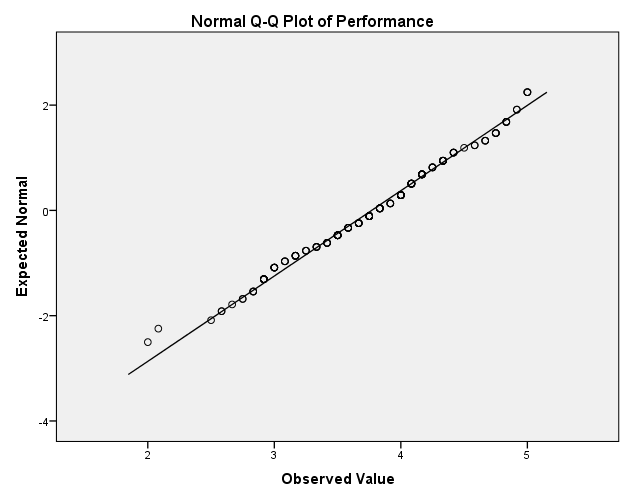 Normal Q-Q Plot of Performance
Expected Normal
2
0
-2
-4
2 3 4 5
Observed Value